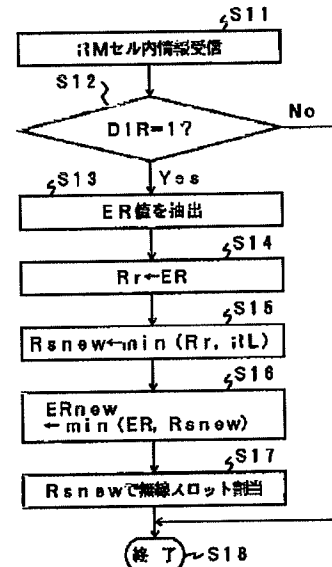 S11
RMセル内情報受信
S12
DIR=1?
No
Yes
S13
ER値を抽出
S14
Rr←ER
S15
Rsnew←min(Rr, RL)
S16
ERnew
←min(ER, Rsnew)
S17
Rsnewで無線スロット割当
終了
S18